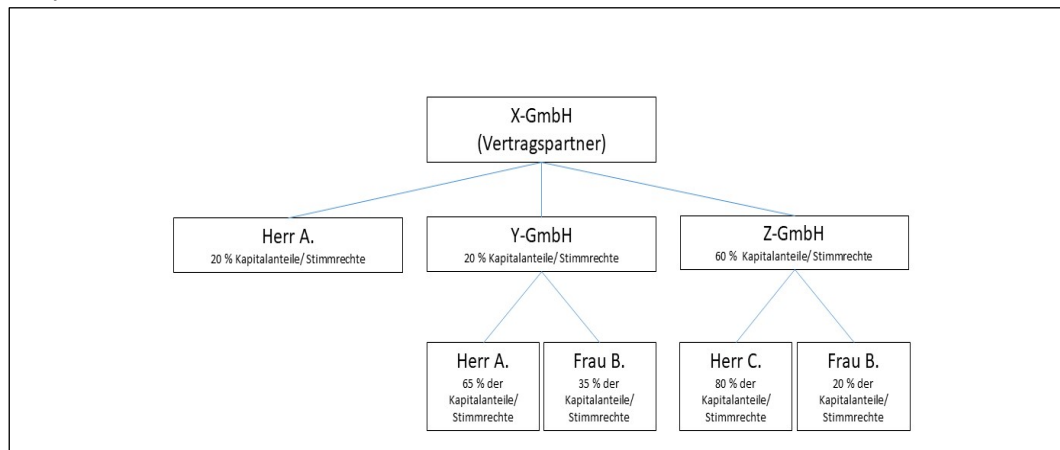 X-GmbH
(Vertragspartner)
Herr A.
20 % Kapitalanteile/ Stimmrechte
Y-GmbH
20 % Kapitalanteile/ Stimmrechte
Z-GmbH
60 % Kapitalanteile/ Stimmrechte
Herr A.
65 % der
Kapitalanteile/
Stimmrechte
Frau B.
35 % der
Kapitalanteile/
Stimmrechte
Herr C.
80 % der
Kapitalanteile/
Stimmrechte
Frau B.
20 % der
Kapitalanteile/
Stimmrechte